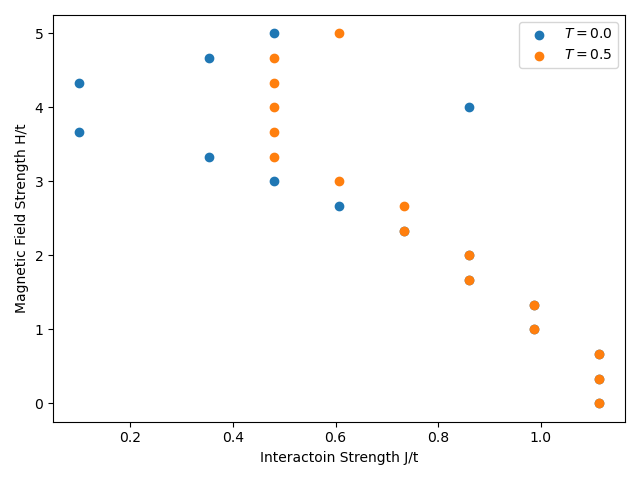 T = 0.0
T = 0.5
Magnetic Field Strength H/t
5
4
3
2
1
0
0.2 0.4 0.6 0.8 1.0
Interactoin Strength J/t